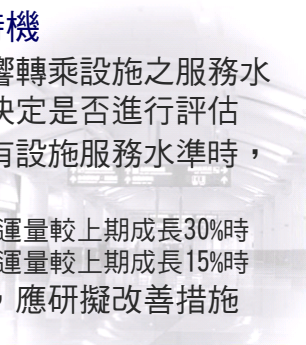 機
響轉乘設施之服務水
決定是否進行評估
有設施服務水準時，
運量較上期成長30%時
運量較上期成長15%時
，應研擬改善措施